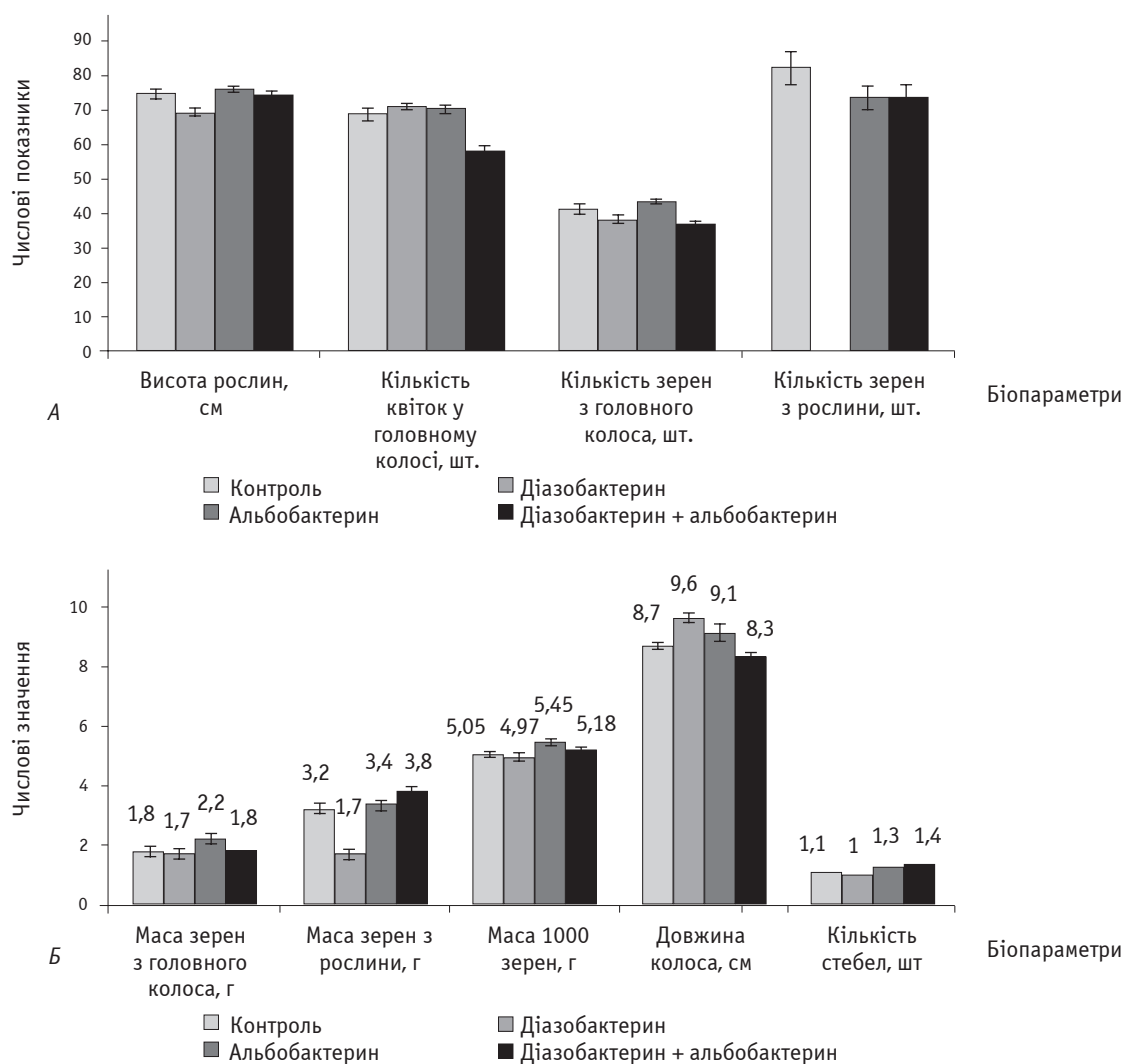 Числові показники
90
80
70
60
50
40
30
20
10
0
Висота рослин,
см
Кількість
квіток у
головному
колосі, шт.
Кількість зерен
з головного
колоса, шт.
Кількість зерен
з рослини, шт.
Біопараметри
А
Контроль
Діазобактерин
Альбобактерин
Діазобактерин + альбобактерин
Числові значення
10
8
6
4
2
0
1,8
1,7
2,2
1,8
3,2
1,7
3,4
3,8
5,05
4,97
5,45
5,18
8,7
9,6
9,1
8,3
1,1
1
1,3
1,4
Маса зерен
з головного
колоса, г
Маса зерен з
рослини, г
Маса 1000
зерен, г
Довжина
колоса, см
Кількість
стебел, шт
Біопараметри
Б
Контроль
Діазобактерин
Альбобактерин
Діазобактерин + альбобактерин